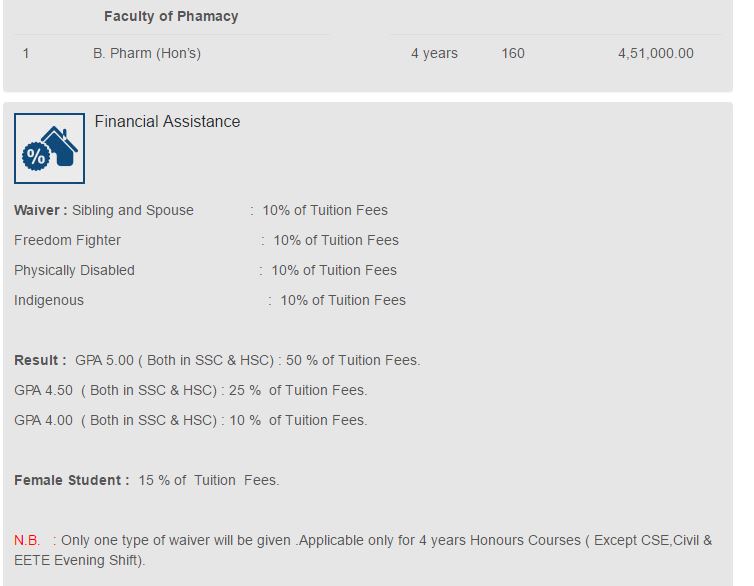 Faculty of Phamacy
1 B. Pharm (Hon's) 4 years 160 4,51,000.00
%
Financial Assistance
Waiver : Sibling and Spouse : 10% of Tuition Fees
Freedom Fighter : 10% of Tuition Fees
Physically Disabled : 10% of Tuition Fees
Indigenous : 10% of Tuition Fees
Result : GPA 5.00 ( Both in SSC & HSC) : 50 % of Tuition Fees.
GPA 4.50 ( Both in SSC & HSC) : 25 % of Tuition Fees.
GPA 4.00 ( Both in SSC & HSC) : 10 % of Tuition Fees.
Female Student : 15 % of Tuition Fees.
N.B. : Only one type of waiver will be given .Applicable only for 4 years Honours Courses ( Except CSE,Civil &
EETE Evening Shift).